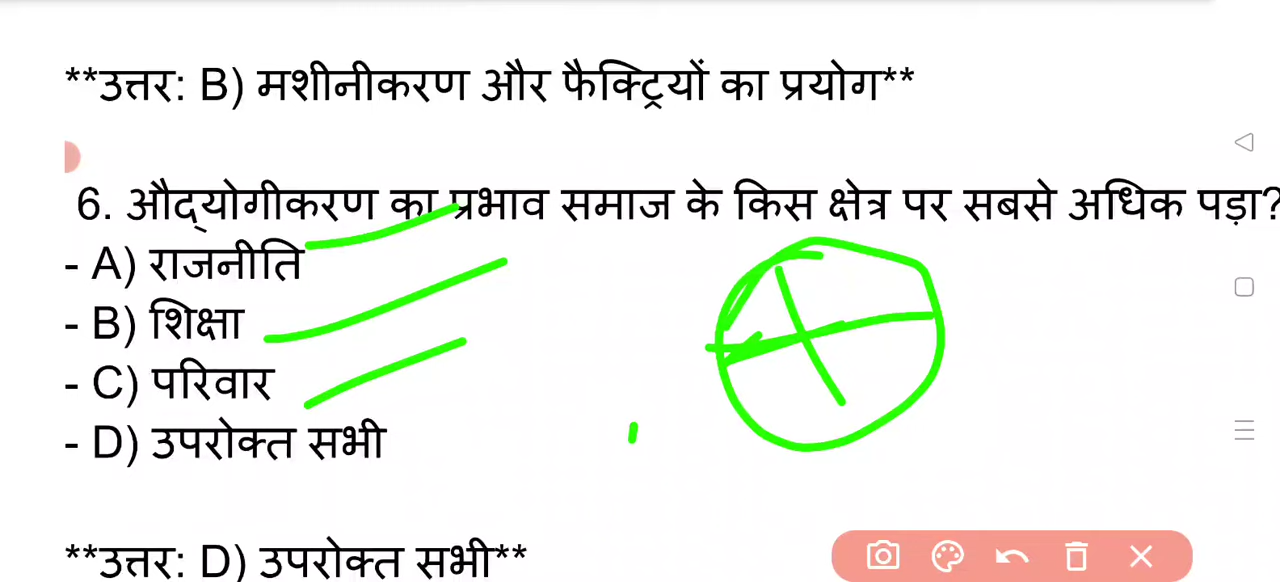 **उत्तर: B) मशीनीकरण और फैक्ट्रियों का प्रयोग**
6. औद्योगीकरण का प्रभाव समाज के किस क्षेत्र पर सबसे अधिक पड़ा?
- A) राजनीति
- B) शिक्षा
- C) परिवार
- D) उपरोक्त सभी
**उत्तर: D) उपरोक्त सभी**